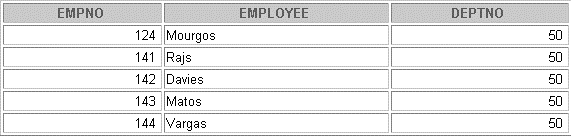 EMPNO EMPLOYEE DEPTNO
124 Mourgos 50
141 Rajs 50
142 Davies 50
143 Matos 50
144 Vargas 50